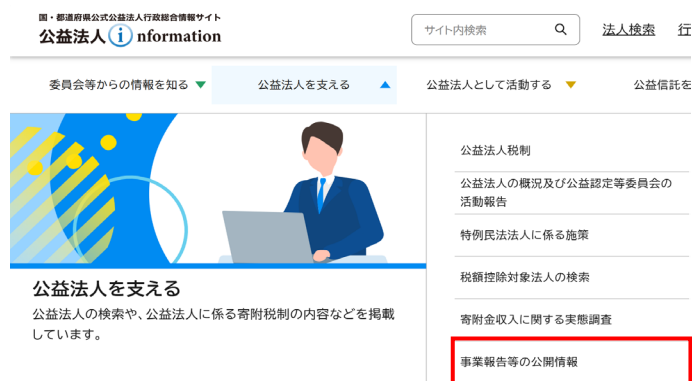 国・都道府県公式公益法人行政総合情報サイト
公益法人 information
サイト内検索
法人検索
行
委員会等からの情報を知る ▼
公益法人を支える ▲
公益法人として活動する ▼
公益信託を
公益法人税制
公益法人の概況及び公益認定等委員会の
活動報告
特例民法法人に係る施策
税額控除対象法人の検索
寄附金収入に関する実態調査
事業報告等の公開情報
公益法人を支える
公益法人の検索や、公益法人に係る寄附税制の内容などを掲載
しています。